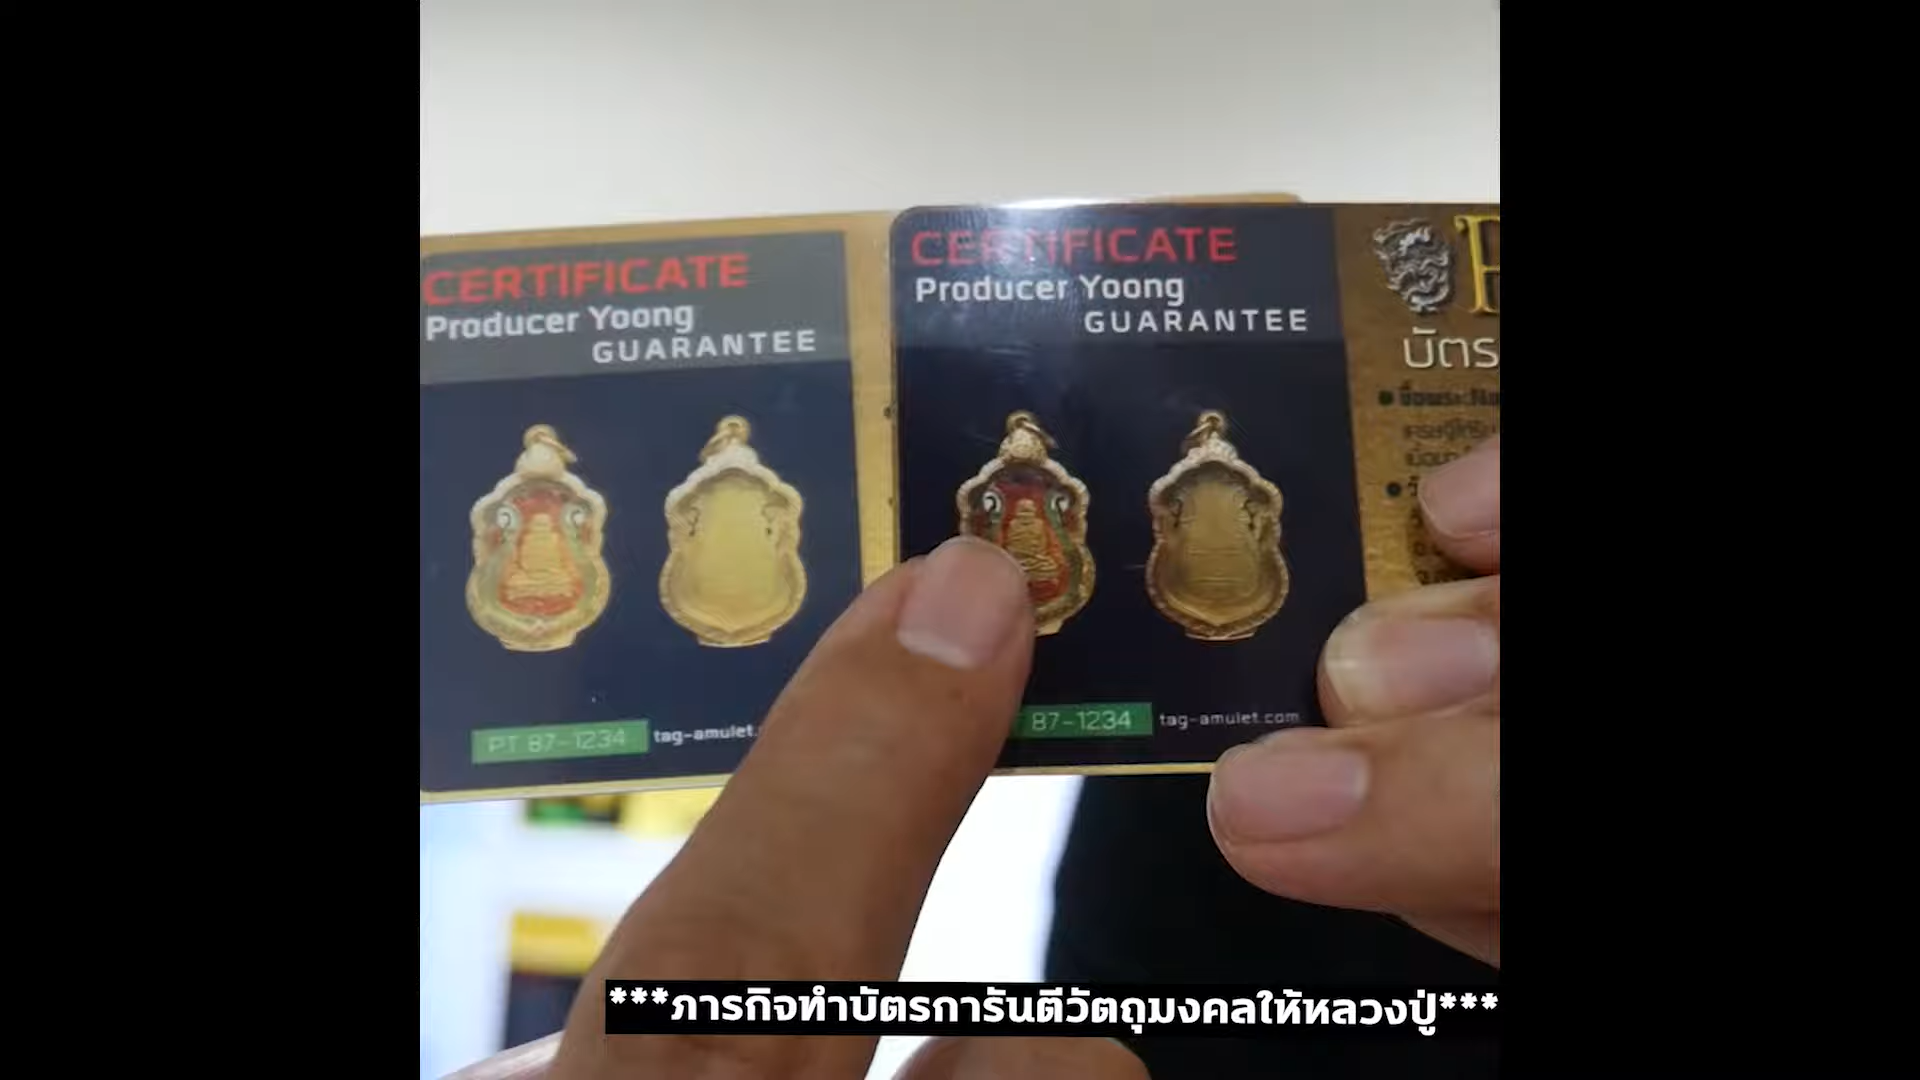 CERTIFICATE
Producer Yoong
GUARANTEE
PT 87-1234
tag-amulet.
CERTIFICATE
Producer Yoong
GUARANTEE
87-1234
tag-amulet.com
บัตร
***ภารกิจทำบัตรการันตีวัตถุมงคลให้หลวงปู่***